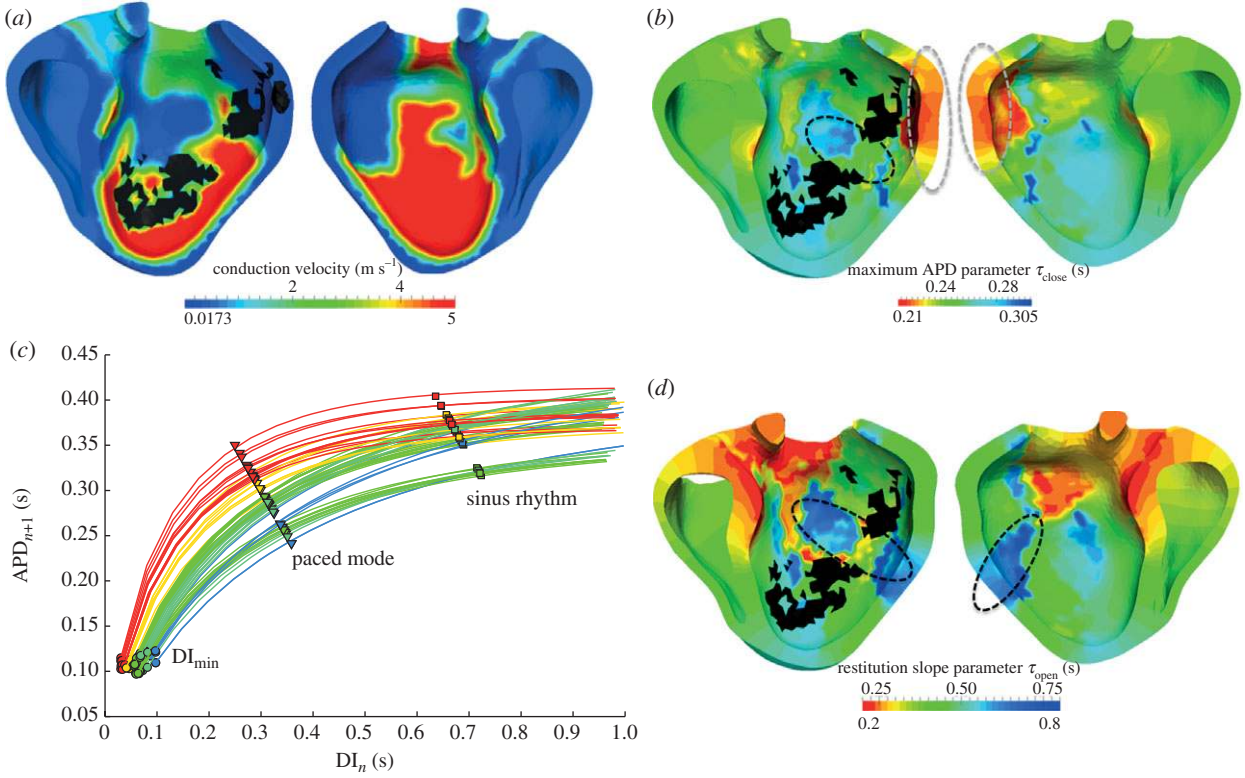 (a)
conduction velocity (m s⁻¹)
2 4
0.0173 5
(b)
maximum APD parameter τclose (s)
0.24 0.28
0.21 0.305
(c)
0.45
0.40
0.35
0.30
0.25
0.20
0.15
0.10
0.05
APDn+1 (s)
sinus rhythm
paced mode
DImin
0 0.1 0.2 0.3 0.4 0.5 0.6 0.7 0.8 0.9 1.0
DIn (s)
(d)
restitution slope parameter τopen (s)
0.25 0.50 0.75
0.2 0.8